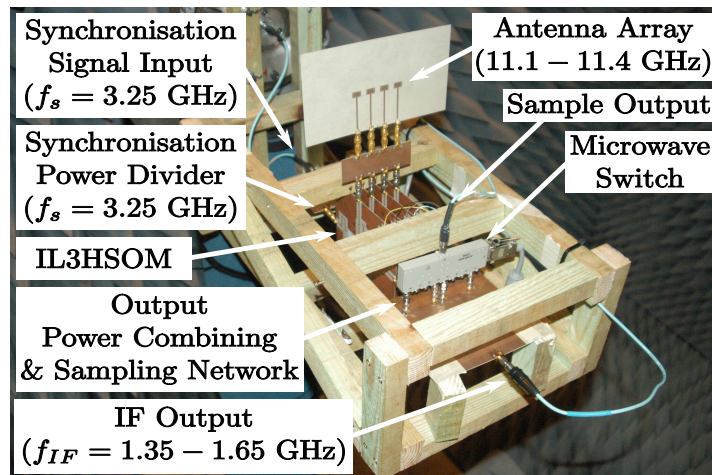 Synchronisation
Signal Input
(f_s = 3.25 GHz)
Synchronisation
Power Divider
(f_s = 3.25 GHz)
IL3HSOM
Output
Power Combining
& Sampling Network
IF Output
(f_{IF} = 1.35 – 1.65 GHz)
Antenna Array
(11.1 – 11.4 GHz)
Sample Output
Microwave
Switch